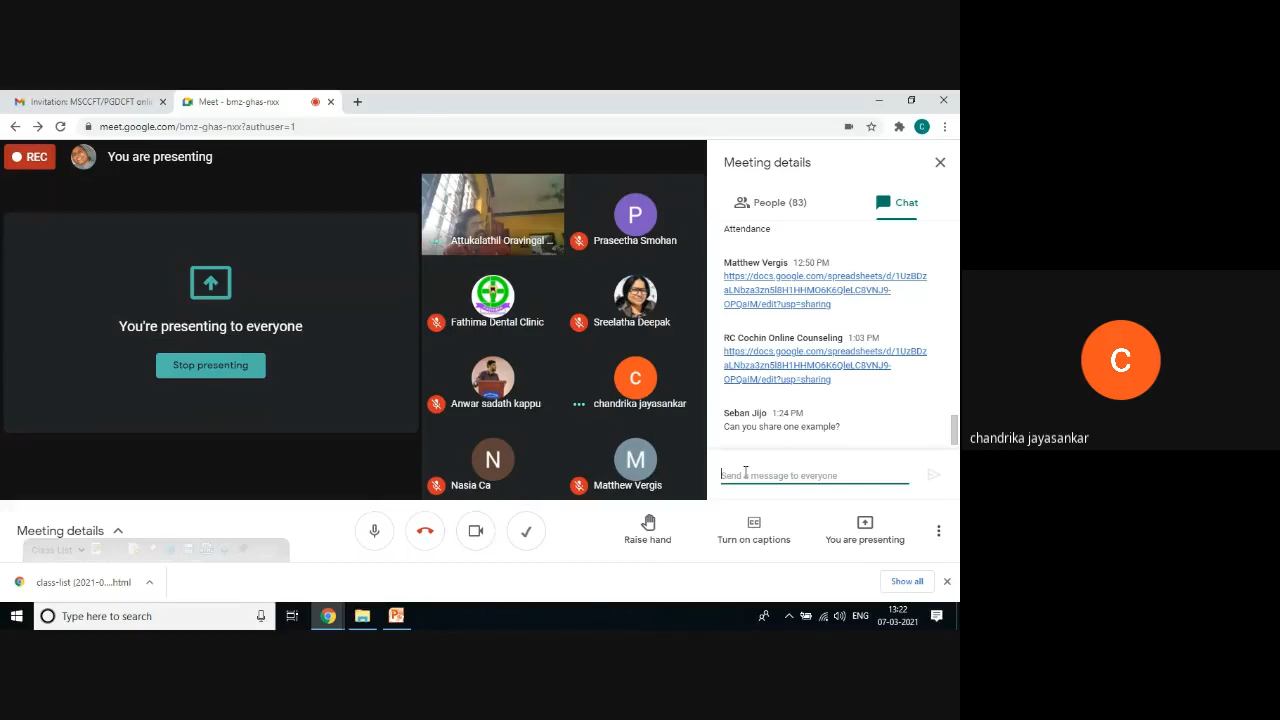 Invitation: MSCCFT/PGDCFT onli
Meet - bmz-ghas-nxx
meet.google.com/bmz-ghas-nxx?authuser=1
C
REC
You are presenting
Meeting details
People (83)
Chat
Attendance
Matthew Vergis 12:50 PM
https://docs.google.com/spreadsheets/d/1UzBDz
aLNbza3zn5l8H1HHMO6K6QleLC8VNJ9-
OPQaIM/edit?usp=sharing
RC Cochin Online Counseling 1:03 PM
https://docs.google.com/spreadsheets/d/1UzBDz
aLNbza3zn5l8H1HHMO6K6QleLC8VNJ9-
OPQaIM/edit?usp=sharing
Seban Jijo 1:24 PM
Can you share one example?
Send a message to everyone
You're presenting to everyone
Stop presenting
Attukalathil Oravingal ...
P
Praseetha Smohan
Fathima Dental Clinic
Sreelatha Deepak
Anwar sadath kappu
C
chandrika jayasankar
N
Nasia Ca
M
Matthew Vergis
C
chandrika jayasankar
Meeting details
Raise hand
Turn on captions
You are presenting
Class List
class-list (2021-0....html
Show all
Type here to search
ENG
13:22
07-03-2021